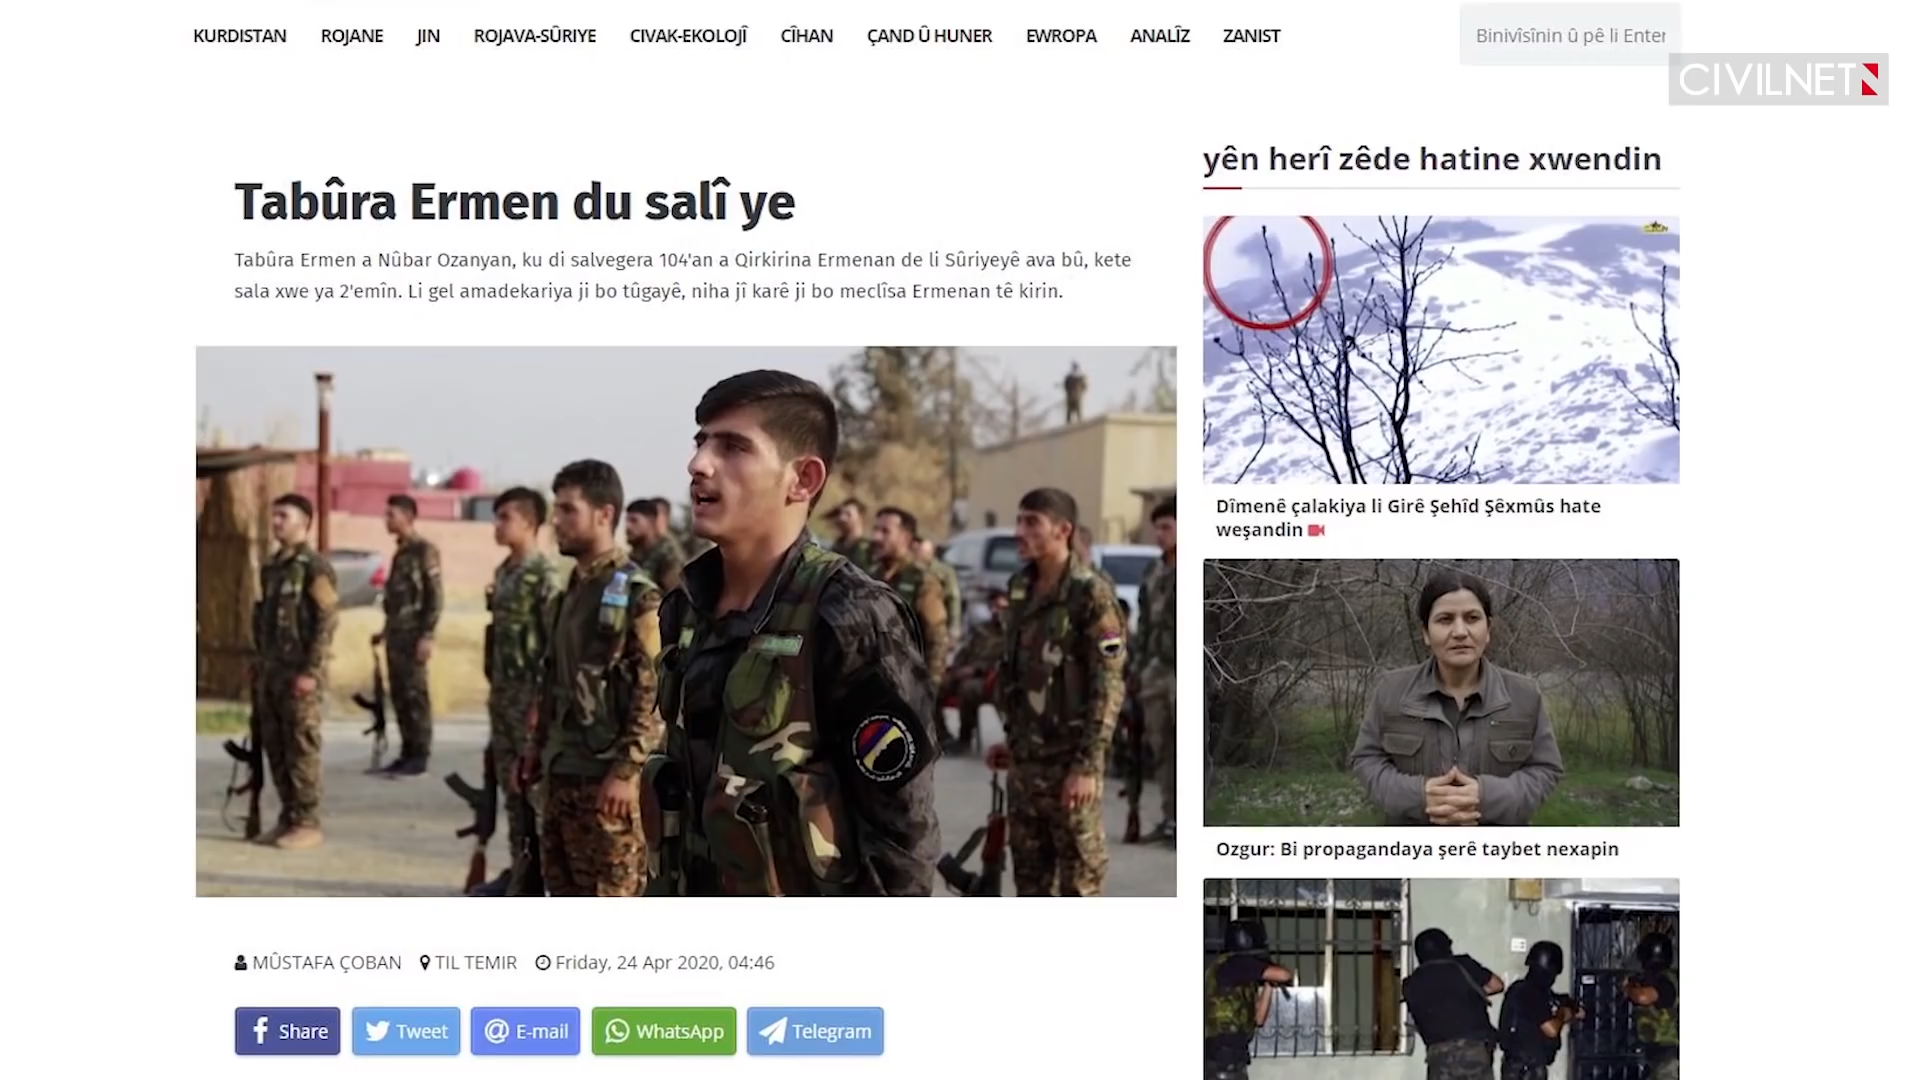 KURDISTAN ROJANE JIN ROJAVA-SÛRIYE CIVAK-EKOLOJÎ CÎHAN ÇAND Û HUNER EWROPA ANALÎZ ZANIST
Binivîsînin û pê li Enter
CIVILNET
Tabûra Ermen du salî ye
Tabûra Ermen a Nûbar Ozanyan, ku di salvegera 104'an a Qirkirina Ermenan de li Sûriyeyê ava bû, kete
sala xwe ya 2'emîn. Li gel amadekariya ji bo tûgayê, niha jî karê ji bo meclîsa Ermenan tê kirin.
MÛSTAFA ÇOBAN TIL TEMIR Friday, 24 Apr 2020, 04:46
Share Tweet E-mail WhatsApp Telegram
yên herî zêde hatine xwendin
Dîmenê çalakiya li Girê Şehîd Şêxmûs hate
weşandin
Ozgur: Bi propagandaya şerê taybet nexapin